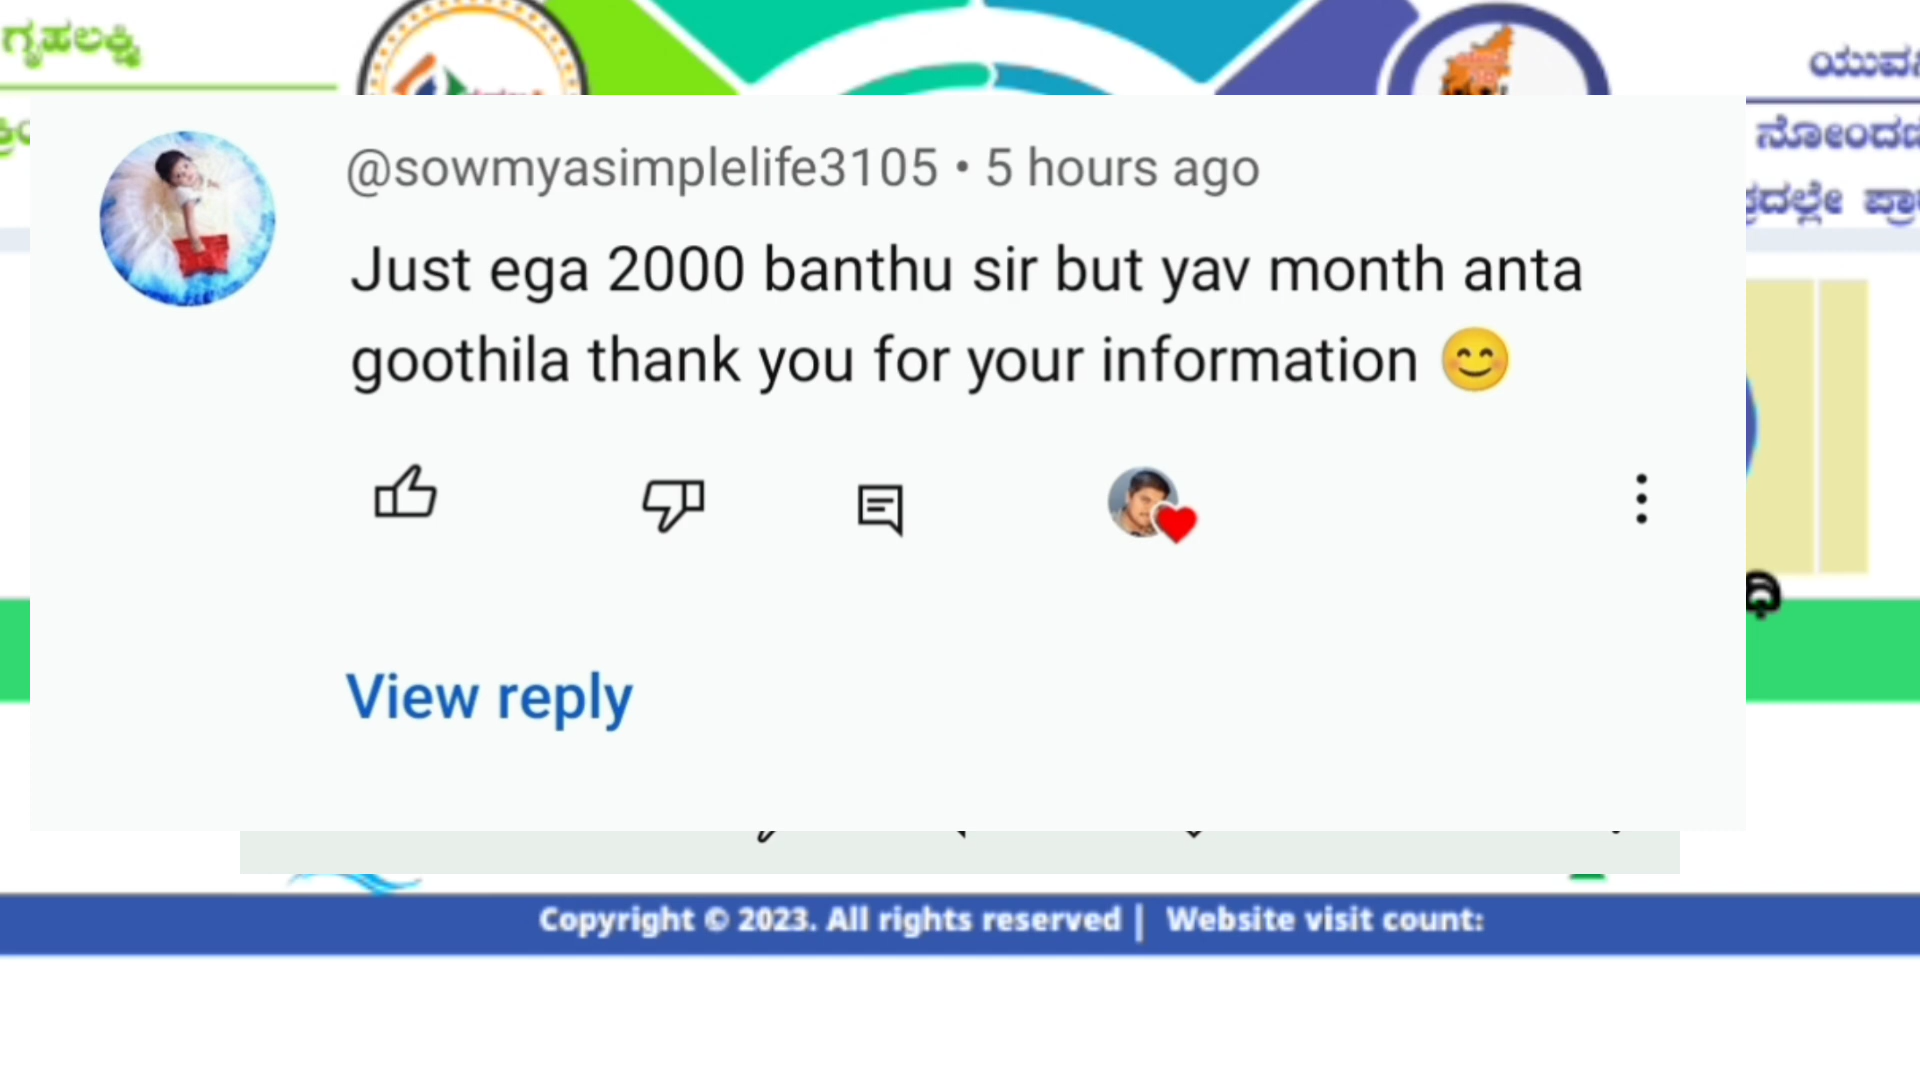 ಗೃಹಲಕ್ಷ್ಮಿ
@sowmyasimplelife3105 • 5 hours ago
Just ega 2000 banthu sir but yav month anta
goothila thank you for your information 😊
View reply
Copyright © 2023. All rights reserved | Website visit count: